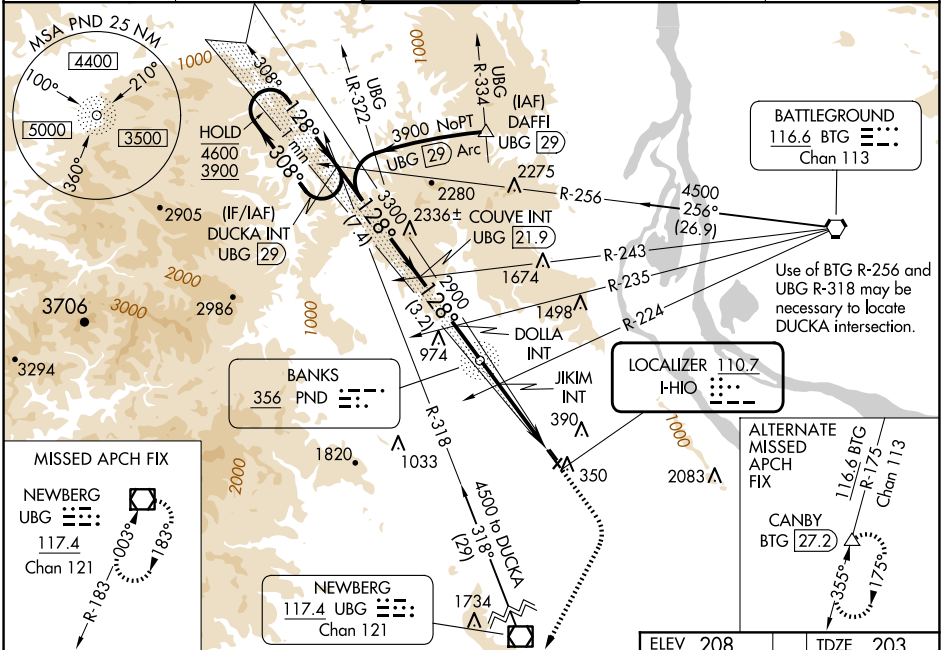 MSA PND 25 NM
4400
100°
210°
5000
3500
360°
1000
308°
128°
HOLD
4600
3900
1 min
308°
UBG
LR-322
1000
UBG
R-334
(IAF)
DAFFI
UBG 29
3900 NoPT
UBG 29 Arc
BATTLEGROUND
116.6 BTG
Chan 113
2905
(IF/IAF)
DUCKA INT
UBG 29
128°
(7.4)
3300
2280
2275
2336±
COUVE INT
UBG 21.9
R-256
4500
256°
(26.9)
R-243
1674
R-235
R-224
1498
Use of BTG R-256 and
UBG R-318 may be
necessary to locate
DUCKA intersection.
2000
3000
3706
2986
3294
1000
2900
128°
(3.2)
974
DOLLA
INT
BANKS
356 PND
JIKIM
INT
LOCALIZER 110.7
I-HIO
R-318
390
350
1000
2083
1820
1033
2000
MISSED APCH FIX
NEWBERG
UBG
117.4
Chan 121
003°
183°
R-183
4500 to DUCKA
318°
(29)
NEWBERG
117.4 UBG
Chan 121
1734
ALTERNATE
MISSED
APCH
FIX
116.6 BTG
R-175
Chan 113
CANBY
BTG 27.2
355°
175°
ELEV 208
TDZE 203